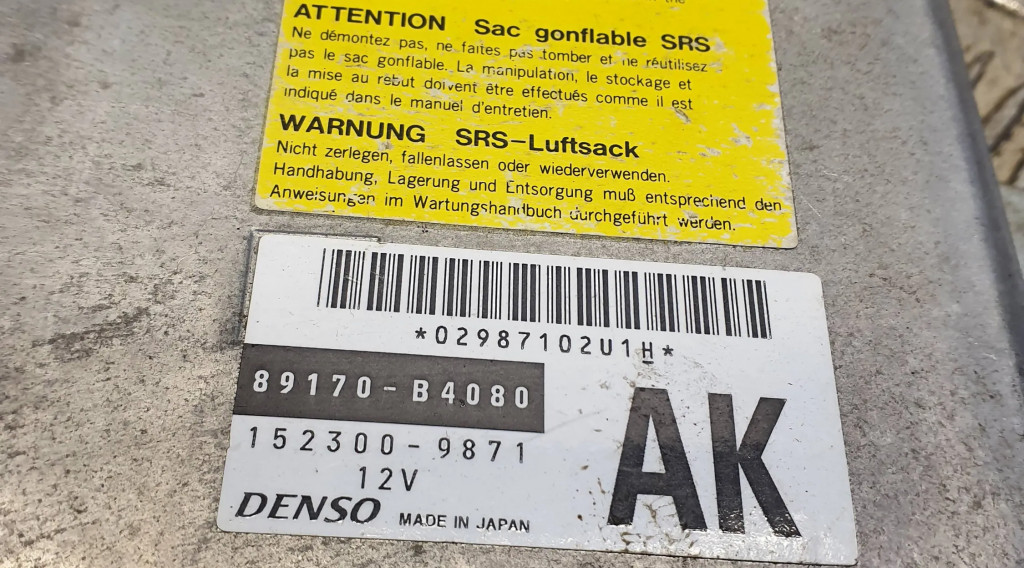 the
ATTENTION Sac gonflable SRS
Ne démontez pas, ne faites pas tomber et ne réutilisez
pas le sac gonflable. La manipulation, le stockage et
la mise au rebut doivent être effectués comme il est
indiqué dans le manuel d'entretien.
WARNUNG SRS-Luftsack
Nicht zerlegen, fallenlassen oder wiederverwenden.
Handhabung, Lagerung und Entsorgung muß entsprechend den
Anweisungen im Wartungshandbuch durchgeführt werden.
*02987102U1H*
89170-B4080
152300-9871
12V
AK
DENSO MADE IN JAPAN